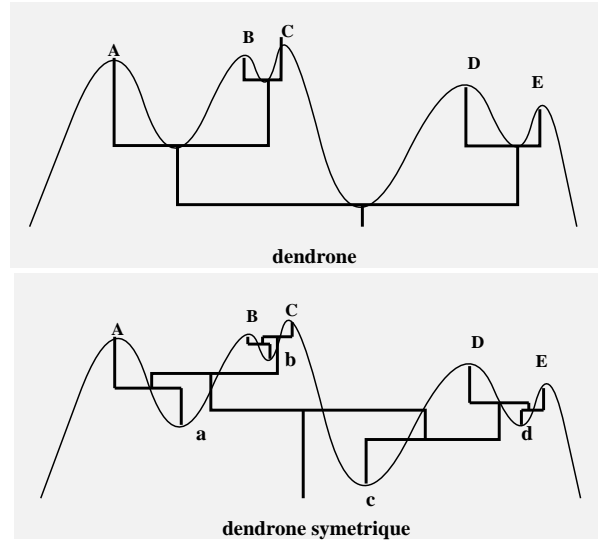 A B C D E
dendrone
A B C D E
b
a d
c
dendrone symetrique